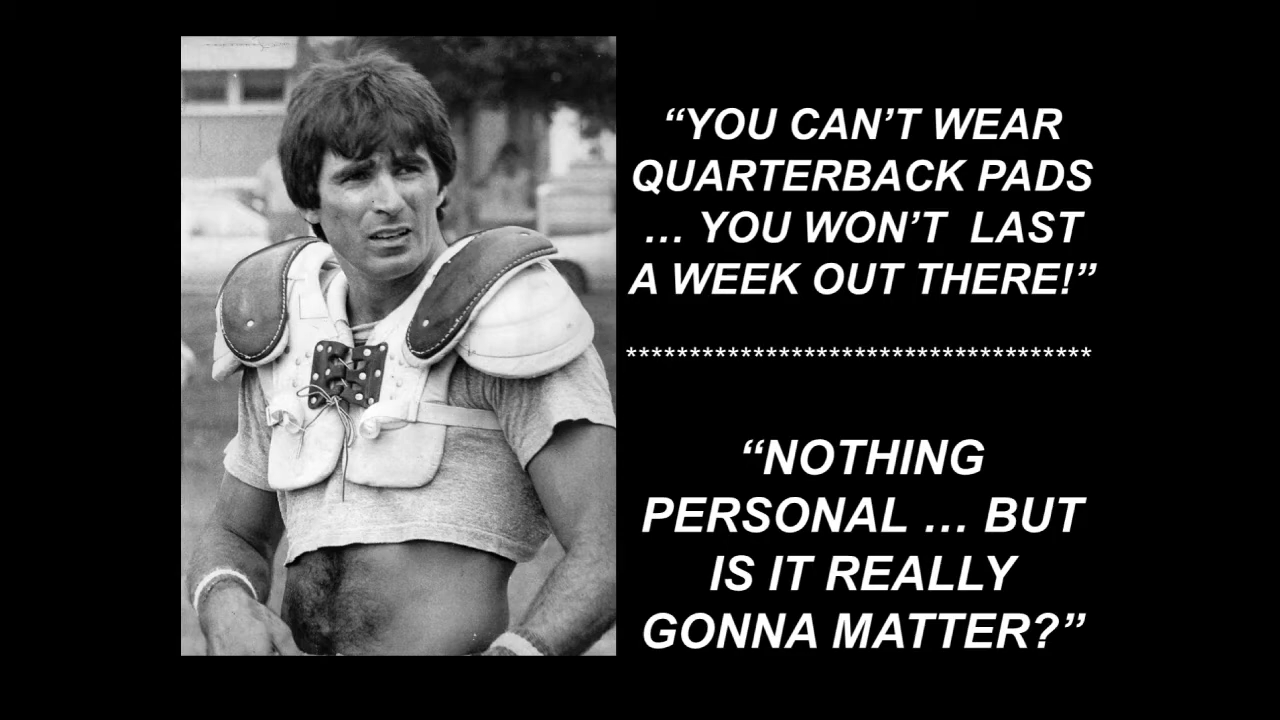 “YOU CAN’T WEAR
QUARTERBACK PADS
… YOU WON’T LAST
A WEEK OUT THERE!”
*************************************
“NOTHING
PERSONAL … BUT
IS IT REALLY
GONNA MATTER?”